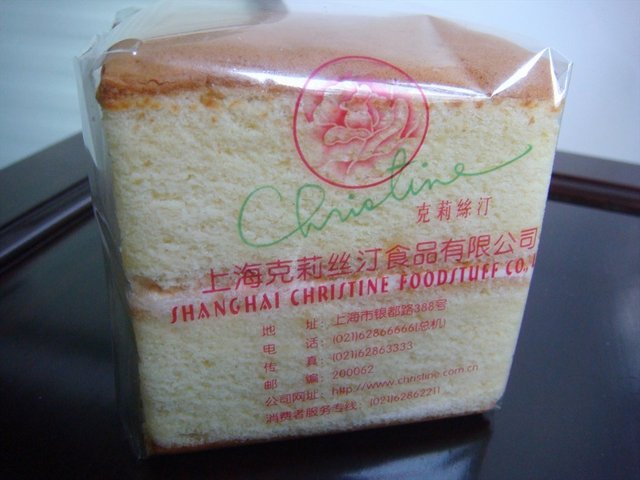 Christine
克莉絲汀
上海克莉丝汀食品有限公司
SHANGHAI CHRISTINE FOODSTUFF CO.,
地 址：上海市银都路388号
电 话：(021)62866666(总机)
传 真：(021)62863333
邮 编：200062
公司网址：http://www.christine.com.cn
消费者服务专线：(021)62862211